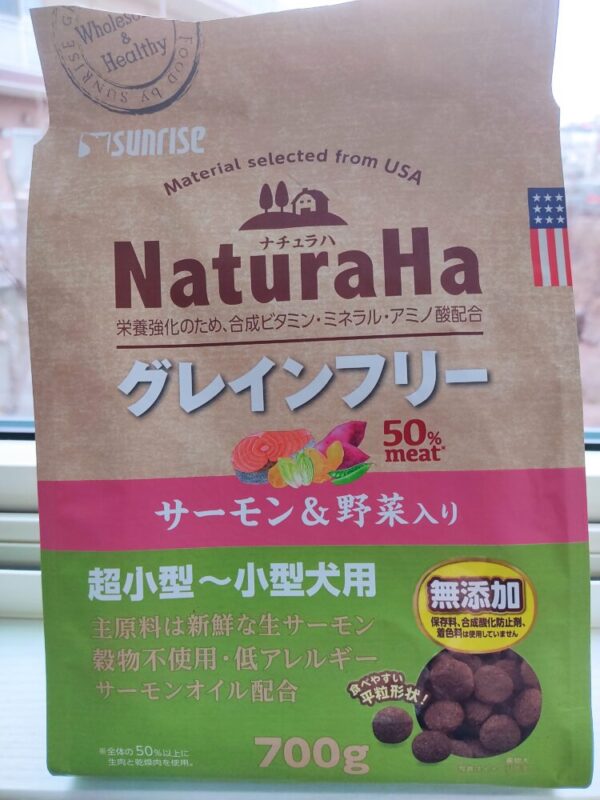 Wholeso
&
Healthy
FOOD by SUNRISE G
SUNRISE
Material selected from USA
ナチュラハ
NaturaHa
栄養強化のため、合成ビタミン・ミネラル・アミノ酸配合
グレインフリー
50%
meat*
サーモン&野菜入り
超小型~小型犬用
無添加
保存料、合成酸化防止剤、
着色料は使用していません
主原料は新鮮な生サーモン
穀物不使用・低アレルギー
サーモンオイル配合
食べやすい
平粒形状!
※全体の50%以上に
生肉と乾燥肉を使用。
700g